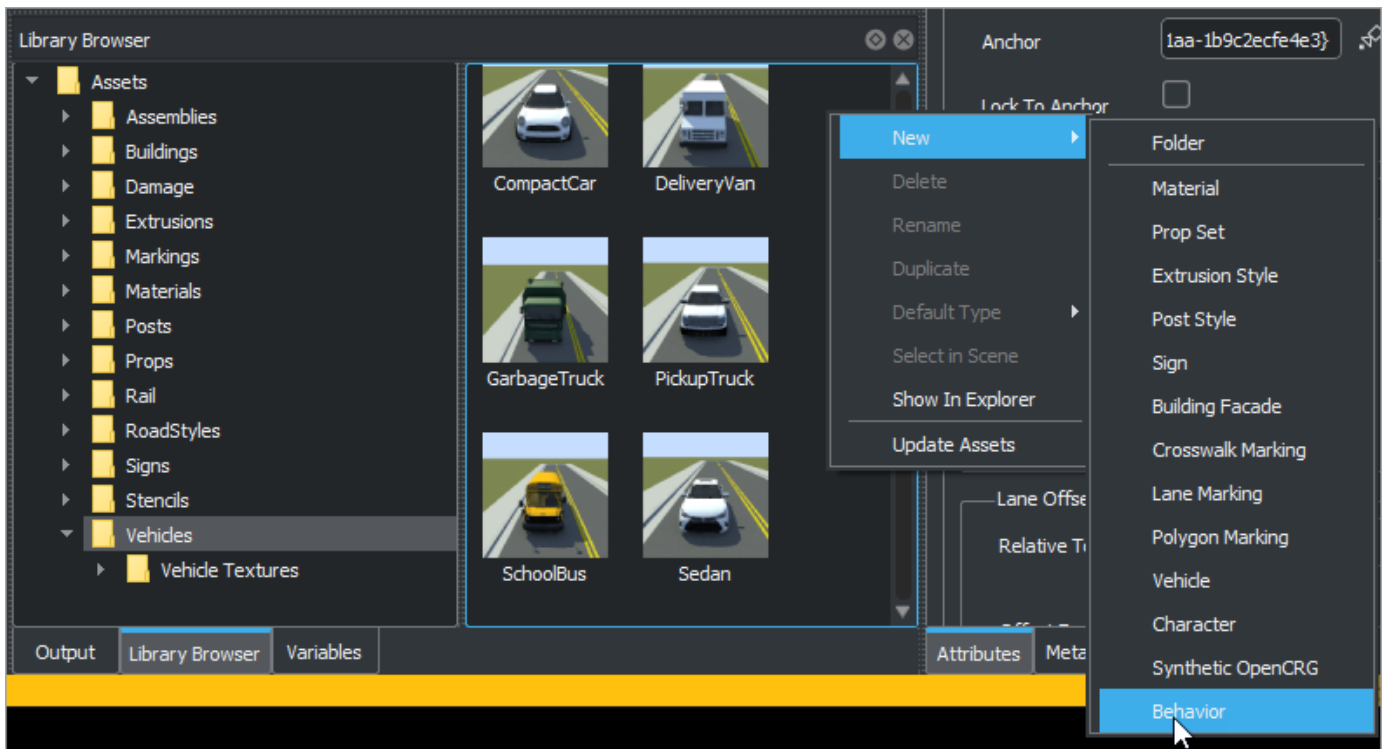 Library Browser
Assets
Assemblies
Buildings
Damage
Extrusions
Markings
Materials
Posts
Props
Rail
RoadStyles
Signs
Stencils
Vehicles
Vehicle Textures
CompactCar
DeliveryVan
GarbageTruck
PickupTruck
SchoolBus
Sedan
Output
Library Browser
Variables
Anchor
1aa-1b9c2ecfe4e3}
Lock To Anchor
New
Delete
Rename
Duplicate
Default Type
Select in Scene
Show In Explorer
Update Assets
Folder
Material
Prop Set
Extrusion Style
Post Style
Sign
Building Facade
Crosswalk Marking
Lane Marking
Polygon Marking
Vehicle
Character
Synthetic OpenCRG
Behavior
Lane Offse
Relative T
Attributes
Meta